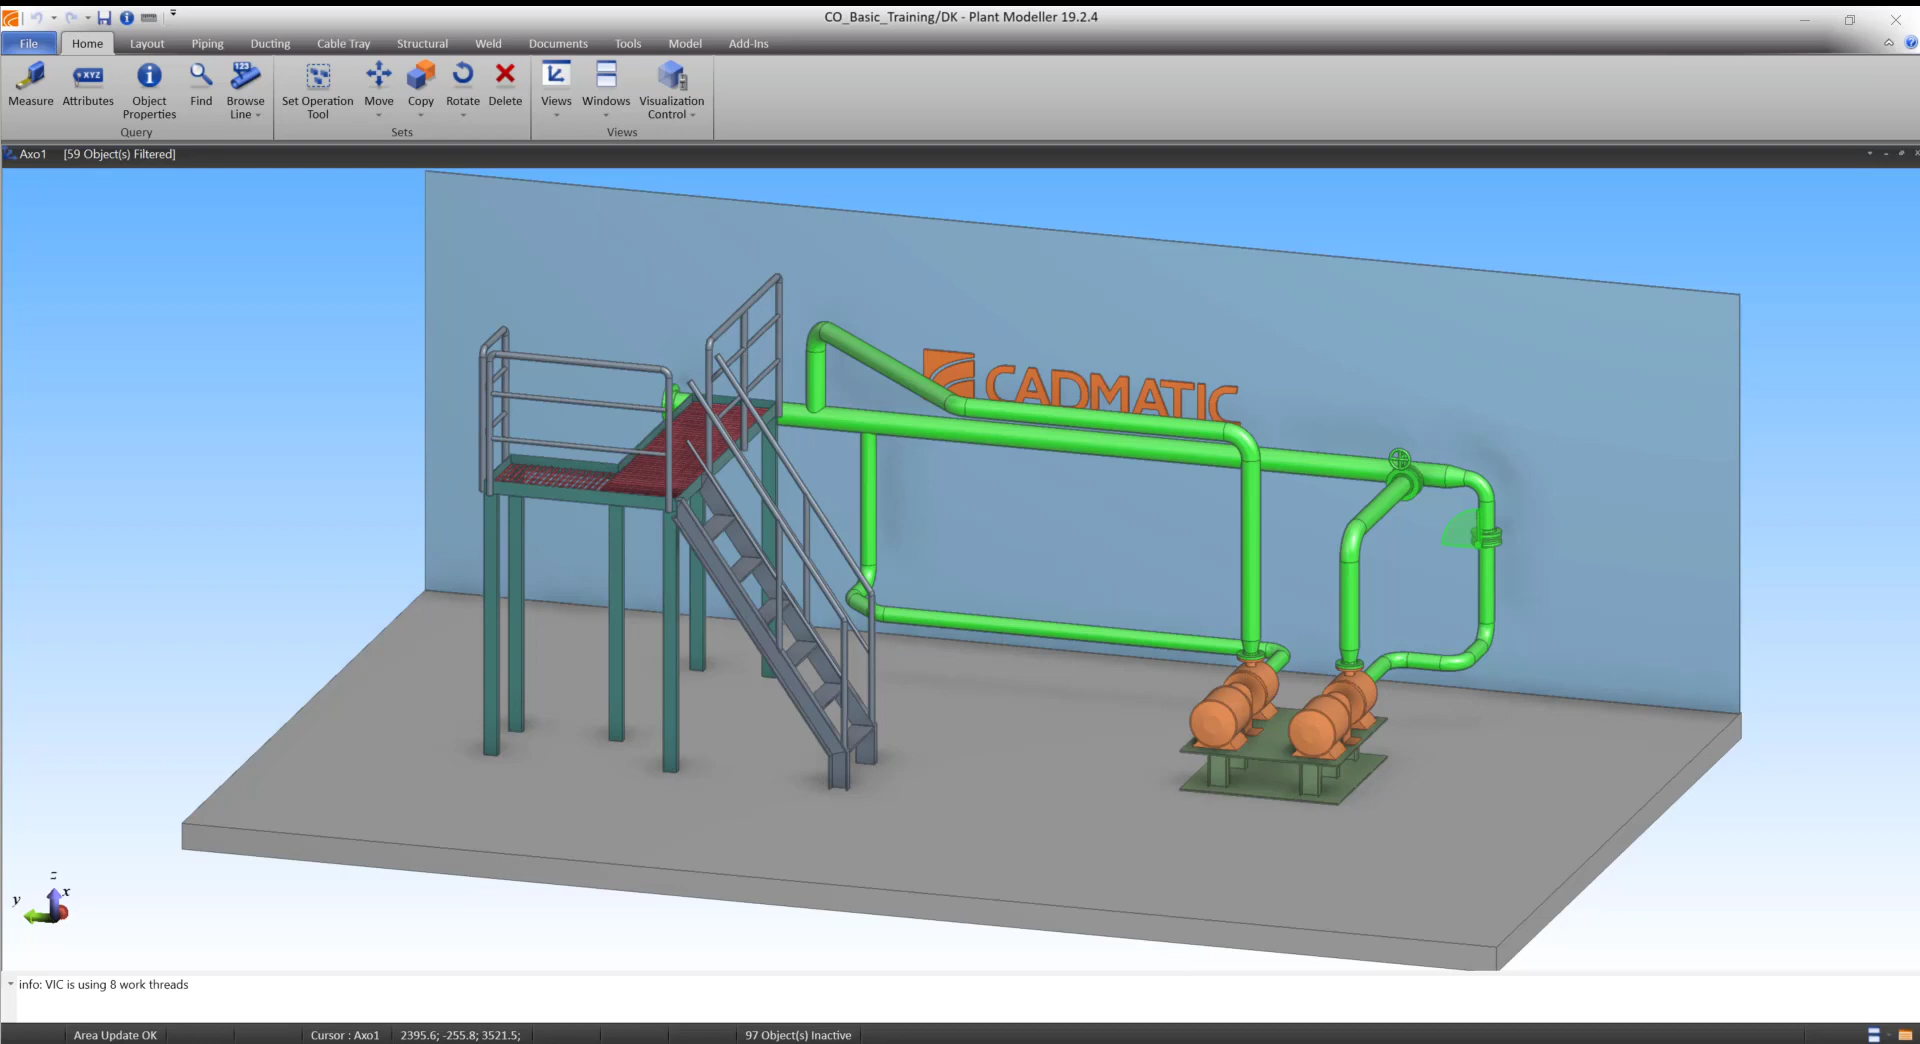 CO_Basic_Training/DK - Plant Modeller 19.2.4
File Home Layout Piping Ducting Cable Tray Structural Weld Documents Tools Model Add-Ins
XYZ 123
Measure Attributes Object Properties Find Browse Line Set Operation Tool Move Copy Rotate Delete Views Windows Visualization Control
Query Sets Views
Axo1 [59 Object(s) Filtered]
CADMATIC
z
x
y
info: VIC is using 8 work threads
Area Update OK Cursor : Axo1 2395.6; -255.8; 3521.5; 97 Object(s) Inactive